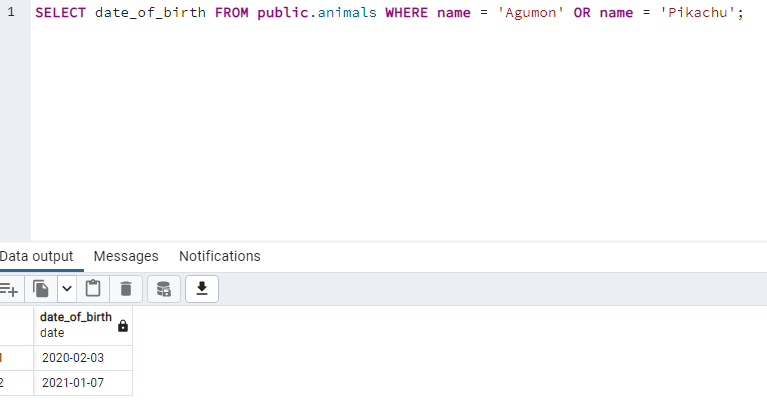 1 SELECT date_of_birth FROM public.animals WHERE name = 'Agumon' OR name = 'Pikachu';
Data output Messages Notifications
date_of_birth
date
1 2020-02-03
2 2021-01-07